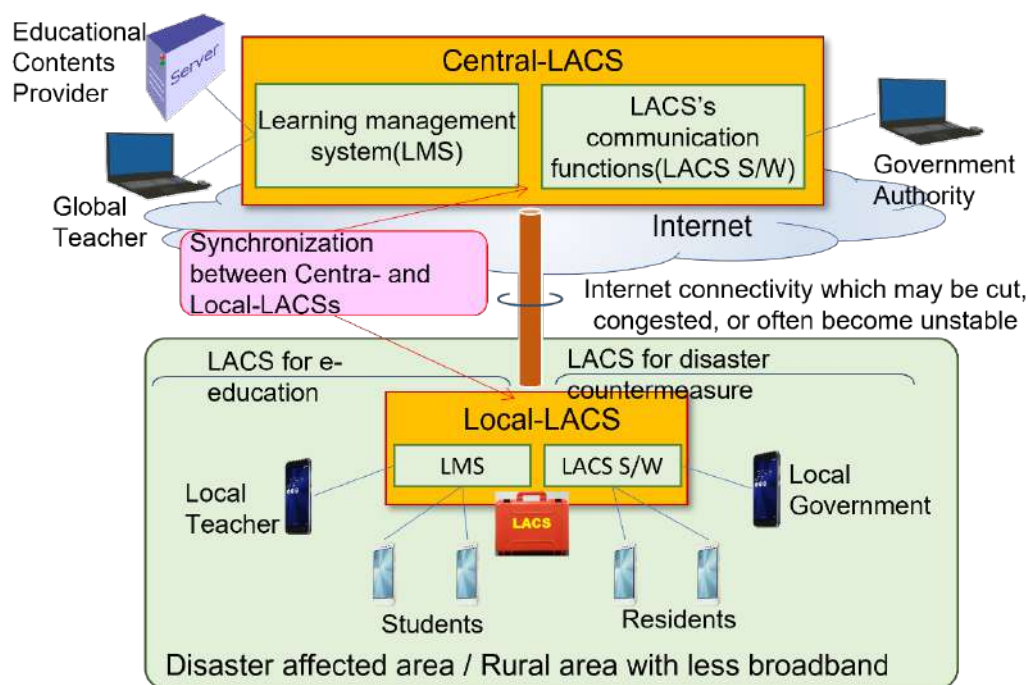 Educational
Contents
Provider
Server
Central-LACS
Learning management
system(LMS)
LACS's
communication
functions(LACS S/W)
Global
Teacher
Government
Authority
Internet
Synchronization
between Centra- and
Local-LACSs
Internet connectivity which may be cut,
congested, or often become unstable
LACS for e-
education
LACS for disaster
countermeasure
Local-LACS
LMS
LACS S/W
Local
Teacher
LACS
Local
Government
Students
Residents
Disaster affected area / Rural area with less broadband